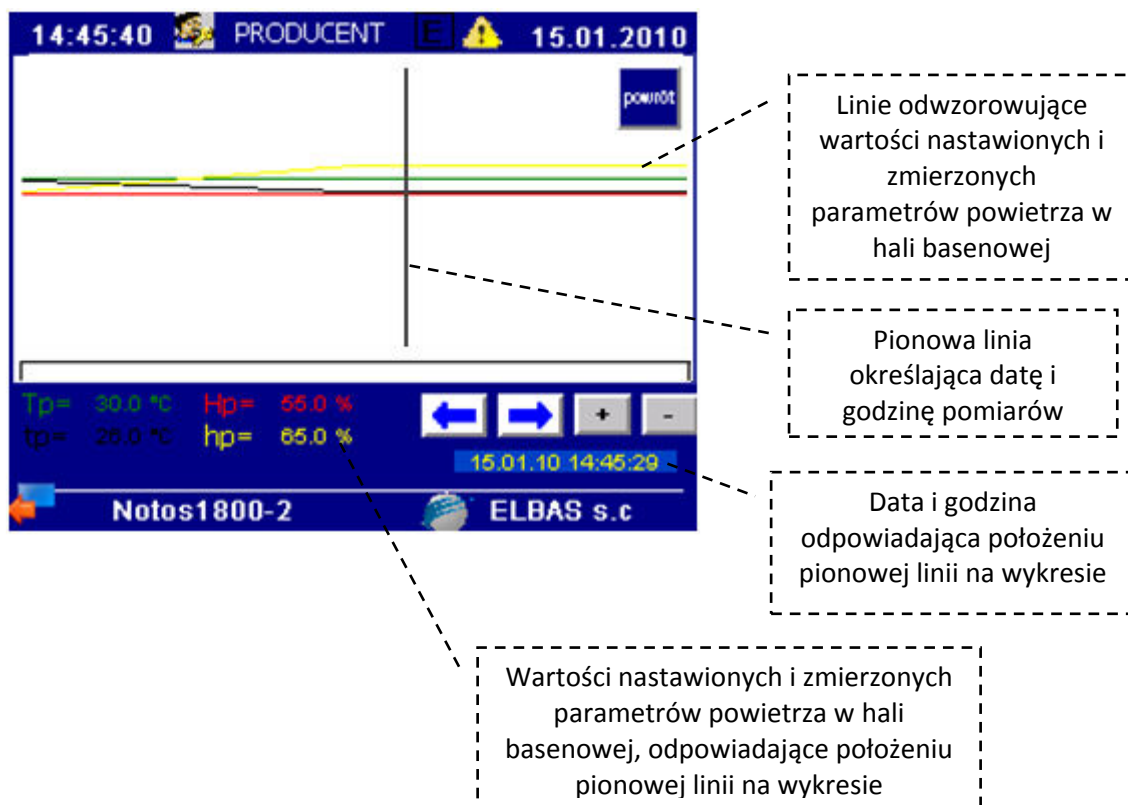 14:45:40 PRODUCENT E 15.01.2010
powrót
Linie odwzorowujące
wartości nastawionych i
zmierzonych
parametrów powietrza w
hali basenowej
Pionowa linia
określająca datę i
godzinę pomiarów
Tp= 30.0 °C Hp= 55.0 %
tp= 26.0 °C hp= 65.0 %
+ -
15.01.10 14:45:29
Notos1800-2 ELBAS s.c
Data i godzina
odpowiadająca położeniu
pionowej linii na wykresie
Wartości nastawionych i zmierzonych
parametrów powietrza w hali
basenowej, odpowiadające położeniu
pionowej linii na wykresie